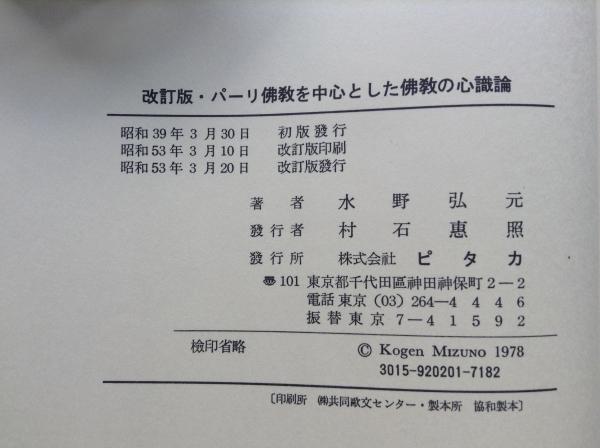 改訂版・パーリ佛敎を中心とした佛敎の心識論
昭和39年3月30日 初版發行
昭和53年3月10日 改訂版印刷
昭和53年3月20日 改訂版發行
著者 水野弘元
發行者 村石惠照
發行所 株式会社 ピタカ
〠101 東京都千代田區神田神保町2-2
電話東京(03)264-4446
振替東京7-41592
檢印省略
© Kogen MIZUNO 1978
3015-920201-7182
〔印刷所 ㈱共同歐文センター・製本所 協和製本〕